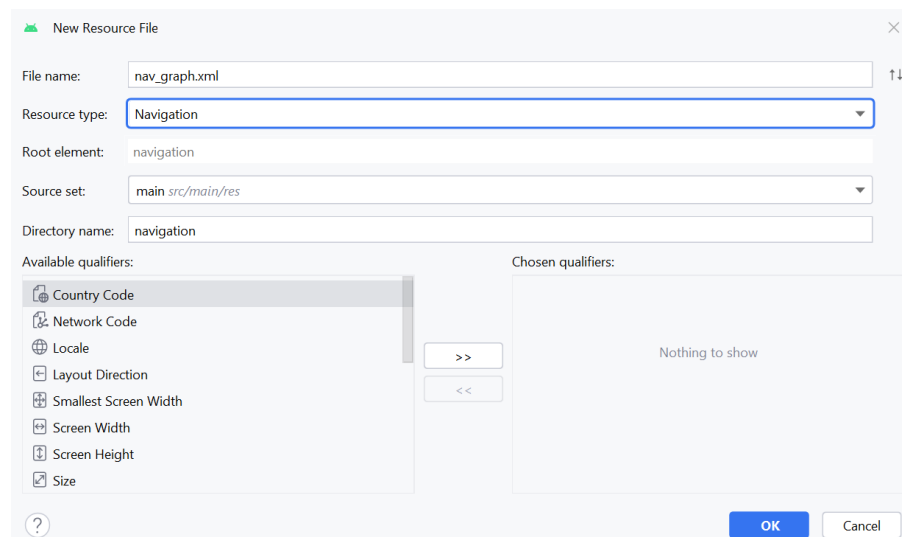 New Resource File
File name: nav_graph.xml
Resource type: Navigation
Root element: navigation
Source set: main src/main/res
Directory name: navigation
Available qualifiers: Chosen qualifiers:
Country Code
Network Code
Locale
Layout Direction
Smallest Screen Width
Screen Width
Screen Height
Size
>>
<<
Nothing to show
? OK Cancel